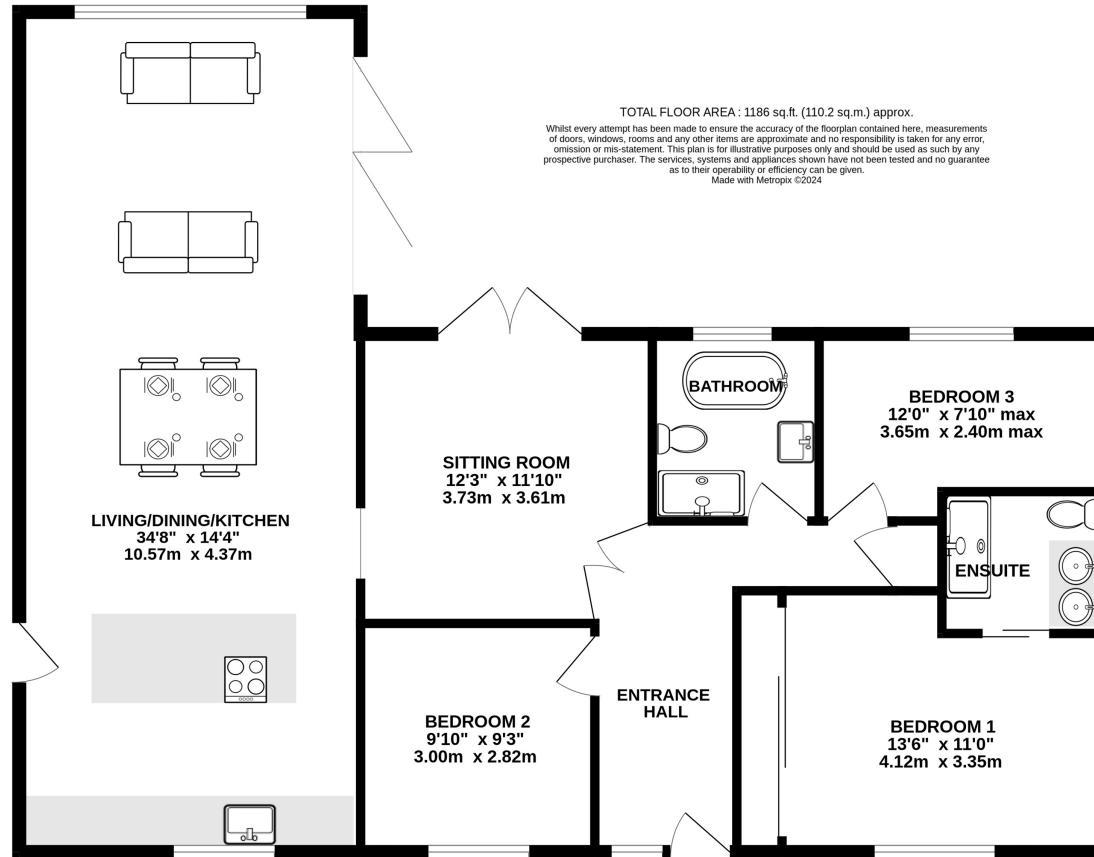 TOTAL FLOOR AREA : 1186 sq.ft. (110.2 sq.m.) approx.
Whilst every attempt has been made to ensure the accuracy of the floorplan contained here, measurements
of doors, windows, rooms and any other items are approximate and no responsibility is taken for any error,
omission or mis-statement. This plan is for illustrative purposes only and should be used as such by any
prospective purchaser. The services, systems and appliances shown have not been tested and no guarantee
as to their operability or efficiency can be given.
Made with Metropix ©2024
BATHROOM
BEDROOM 3
12'0" x 7'10" max
3.65m x 2.40m max
SITTING ROOM
12'3" x 11'10"
3.73m x 3.61m
LIVING/DINING/KITCHEN
34'8" x 14'4"
10.57m x 4.37m
ENSUITE
ENTRANCE
HALL
BEDROOM 2
9'10" x 9'3"
3.00m x 2.82m
BEDROOM 1
13'6" x 11'0"
4.12m x 3.35m